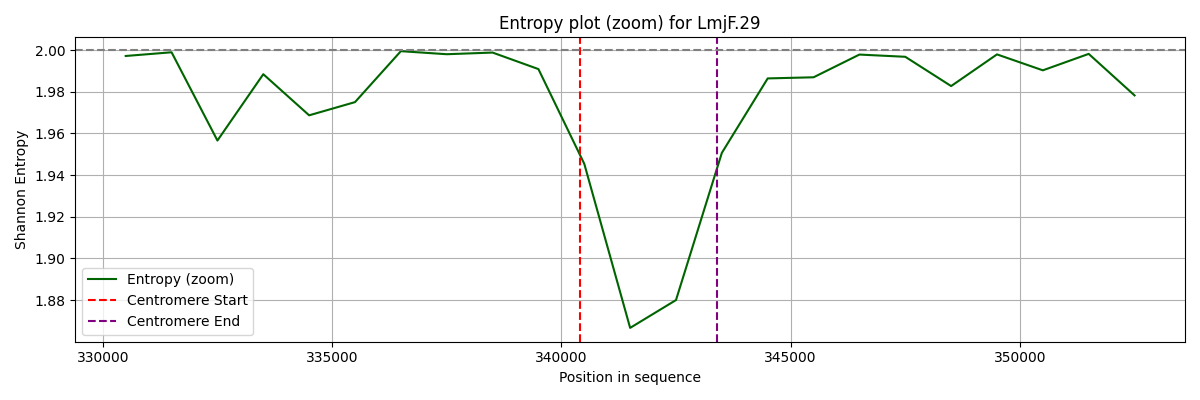 Entropy plot (zoom) for LmjF.29
Shannon Entropy
2.00
1.98
1.96
1.94
1.92
1.90
1.88
Entropy (zoom)
Centromere Start
Centromere End
330000 335000 340000 345000 350000
Position in sequence